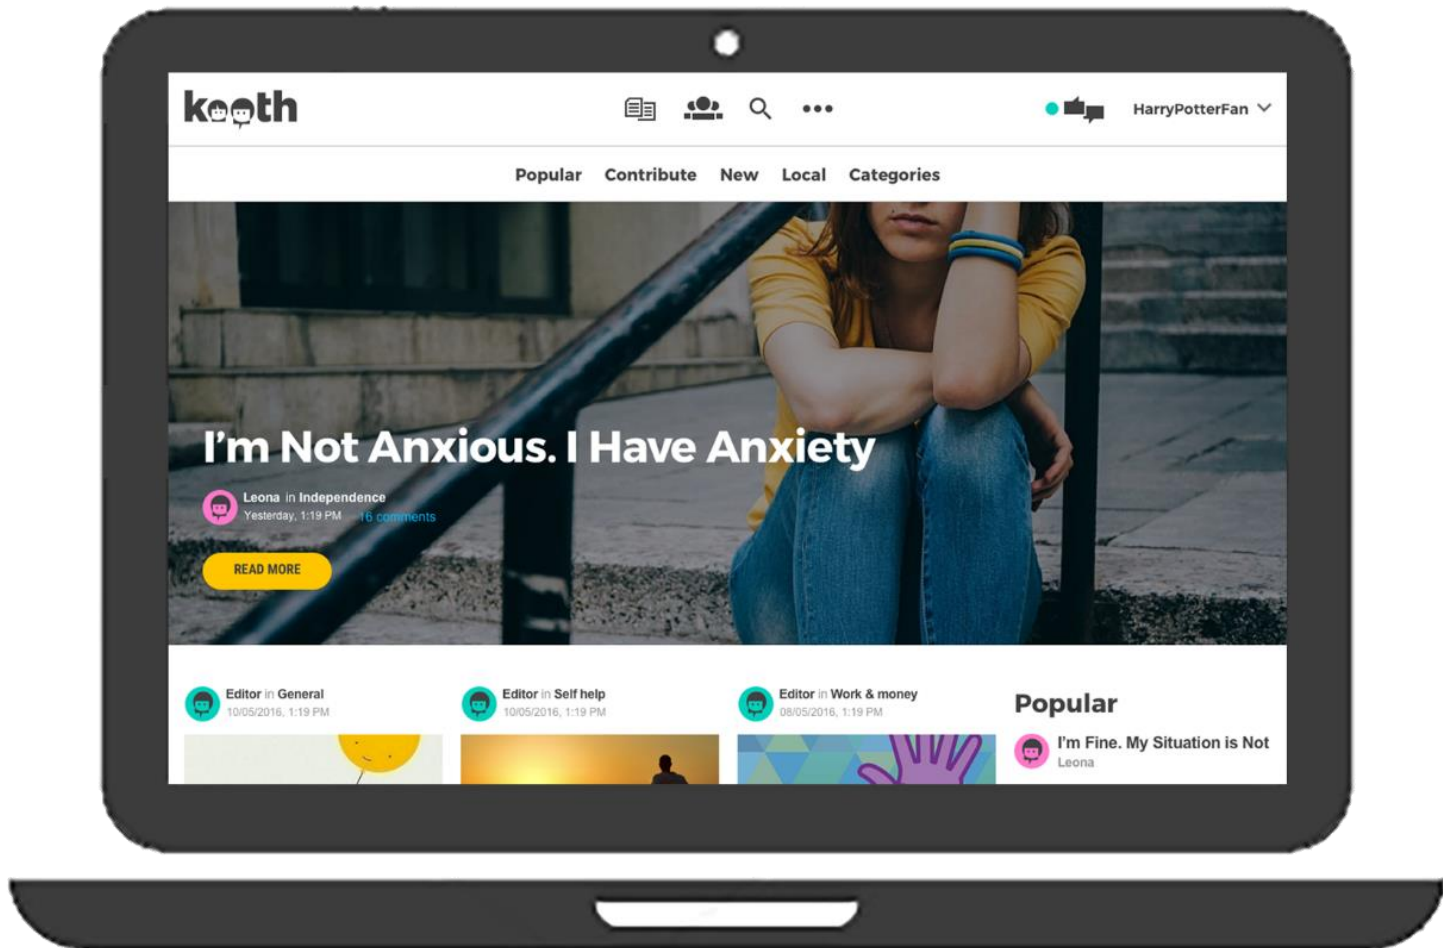 kooth
HarryPotterFan
Popular Contribute New Local Categories
I'm Not Anxious. I Have Anxiety
Leona in Independence
Yesterday, 1:19 PM 16 comments
READ MORE
Editor in General
10/05/2016, 1:19 PM
Editor in Self help
10/05/2016, 1:19 PM
Editor in Work & money
08/05/2016, 1:19 PM
Popular
I'm Fine. My Situation is Not
Leona